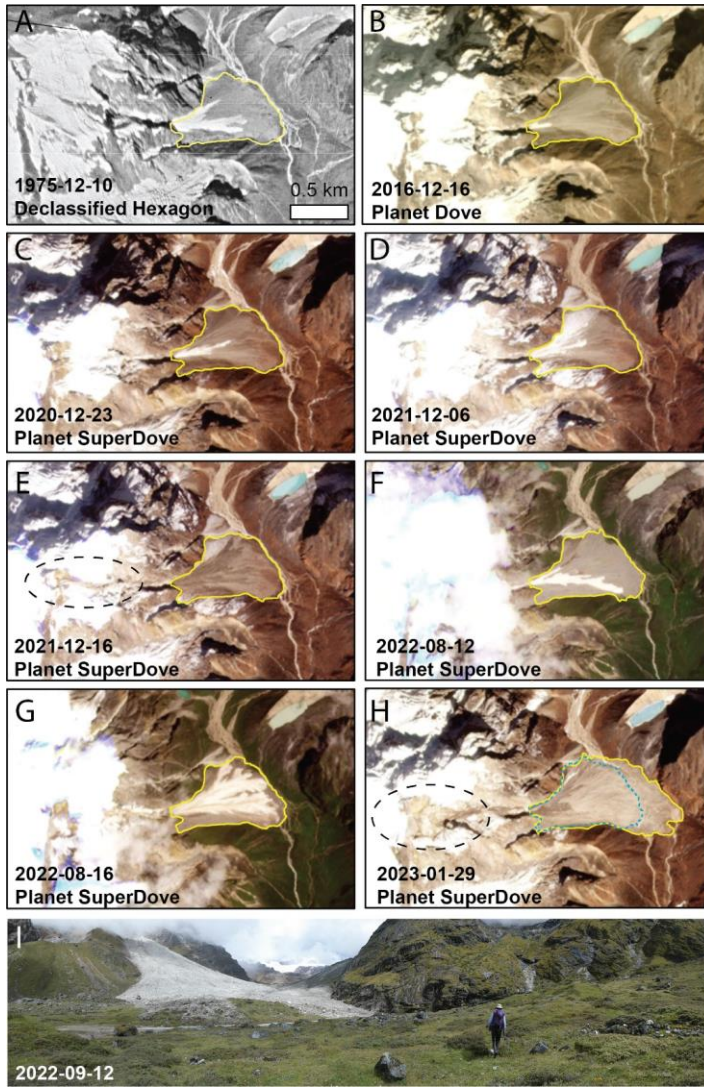 A
1975-12-10
Declassified Hexagon
0.5 km
B
2016-12-16
Planet Dove
C
2020-12-23
Planet SuperDove
D
2021-12-06
Planet SuperDove
E
2021-12-16
Planet SuperDove
F
2022-08-12
Planet SuperDove
G
2022-08-16
Planet SuperDove
H
2023-01-29
Planet SuperDove
I
2022-09-12